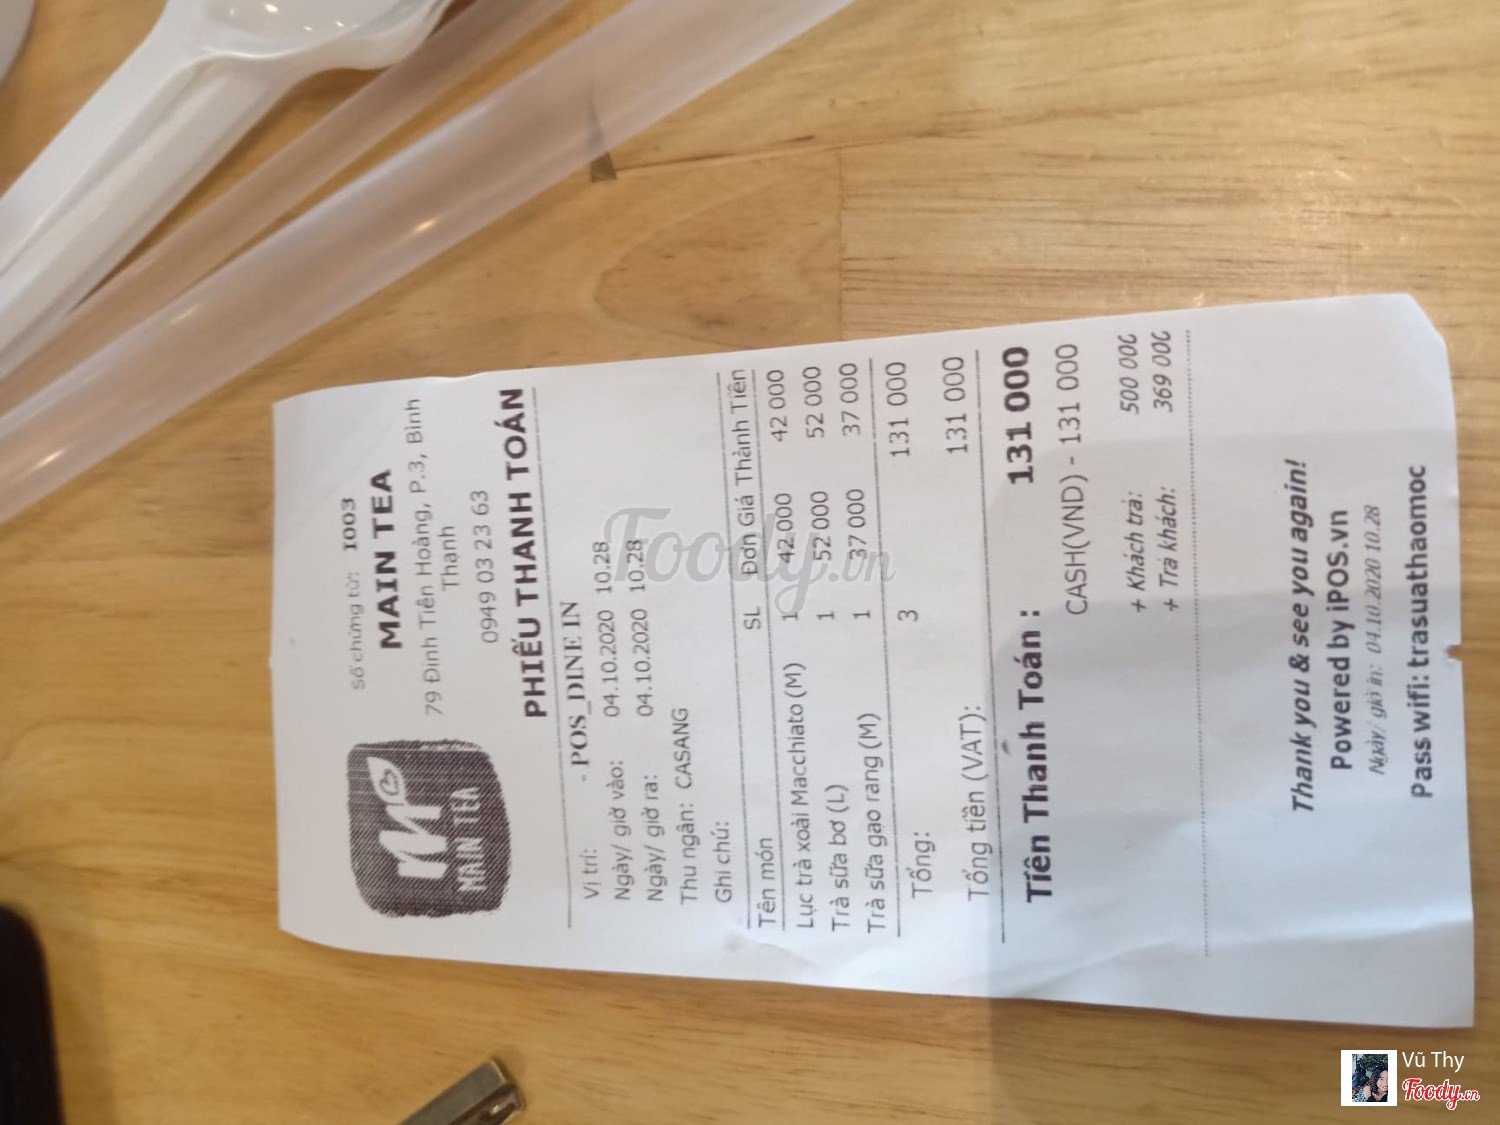 Số chứng từ: I003
MAIN TEA
79 Đinh Tiên Hoàng, P.3, Bình
Thạnh
0949 03 23 63
PHIẾU THANH TOÁN
MAIN TEA
Vị trí: - POS_DINE IN
Ngày/ giờ vào: 04.10.2020 10.28
Ngày/ giờ ra: 04.10.2020 10.28
Thu ngân: CASANG
Ghi chú:
Tên món SL Đơn Giá Thành Tiền
Lục trà xoài Macchiato (M) 1 42 000 42 000
Trà sữa bơ (L) 1 52 000 52 000
Trà sữa gạo rang (M) 1 37 000 37 000
Tổng: 3 131 000
Tổng tiền (VAT): 131 000
Tiền Thanh Toán : 131 000
CASH(VND) - 131 000
+ Khách trả: 500 000
+ Trả khách: 369 000
Thank you & see you again!
Powered by iPOS.vn
Ngày/ giờ in: 04.10.2020 10.28
Pass wifi: trasuathaomoc
Foody.vn
Vũ Thy
Foody.vn